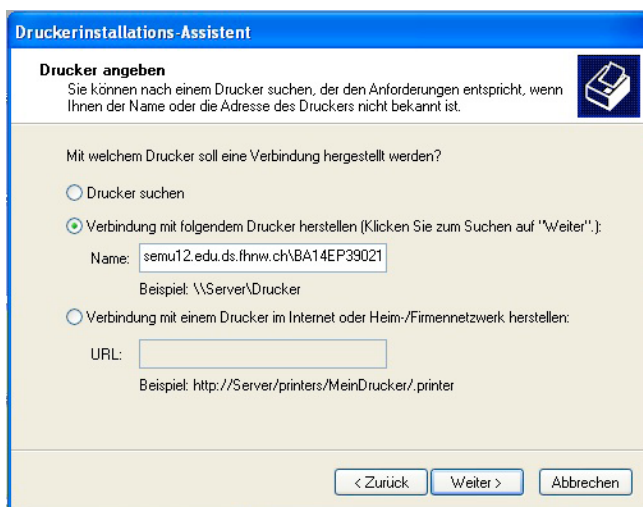 Druckerinstallations-Assistent
Drucker angeben
Sie können nach einem Drucker suchen, der den Anforderungen entspricht, wenn
Ihnen der Name oder die Adresse des Druckers nicht bekannt ist.
Mit welchem Drucker soll eine Verbindung hergestellt werden?
Drucker suchen
Verbindung mit folgendem Drucker herstellen (Klicken Sie zum Suchen auf "Weiter".):
Name: semu12.edu.ds.fhnw.ch\BA14EP39021
Beispiel: \\Server\Drucker
Verbindung mit einem Drucker im Internet oder Heim-/Firmennetzwerk herstellen:
URL:
Beispiel: http://Server/printers/MeinDrucker/.printer
< Zurück Weiter > Abbrechen